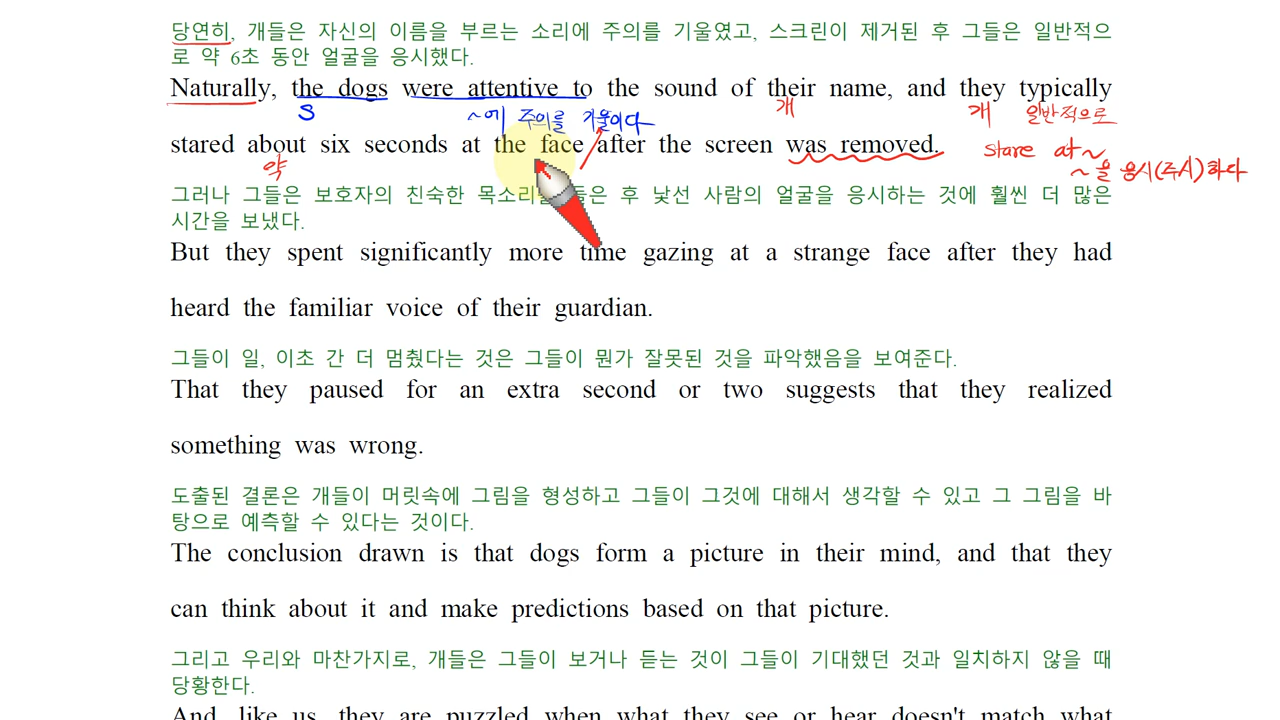 당연히, 개들은 자신의 이름을 부르는 소리에 주의를 기울였고, 스크린이 제거된 후 그들은 일반적으
로 약 6초 동안 얼굴을 응시했다.
Naturally, the dogs were attentive to the sound of their name, and they typically
S ~에 주의를 기울이다 개 개 일반적으로
stared about six seconds at the face after the screen was removed.
stare at ~
약
~을 응시(주시)하다
그러나 그들은 보호자의 친숙한 목소리 은 후 낯선 사람의 얼굴을 응시하는 것에 훨씬 더 많은
시간을 보냈다.
But they spent significantly more time gazing at a strange face after they had
heard the familiar voice of their guardian.
그들이 일, 이초 간 더 멈췄다는 것은 그들이 뭔가 잘못된 것을 파악했음을 보여준다.
That they paused for an extra second or two suggests that they realized
something was wrong.
도출된 결론은 개들이 머릿속에 그림을 형성하고 그들이 그것에 대해서 생각할 수 있고 그 그림을 바
탕으로 예측할 수 있다는 것이다.
The conclusion drawn is that dogs form a picture in their mind, and that they
can think about it and make predictions based on that picture.
그리고 우리와 마찬가지로, 개들은 그들이 보거나 듣는 것이 그들이 기대했던 것과 일치하지 않을 때
당황한다.
And, like us, they are puzzled when what they see or hear doesn't match what